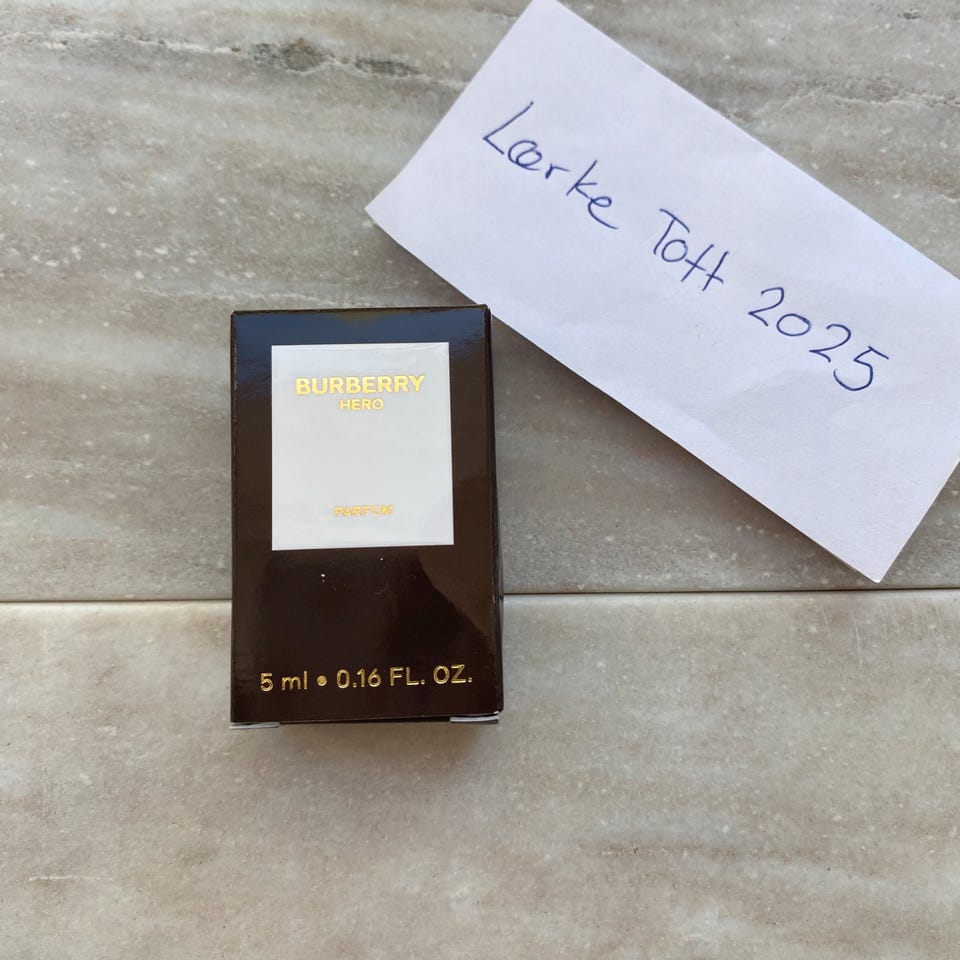 Lærke Toft 2025
BURBERRY
HERO
PARFUM
5 ml • 0.16 FL. OZ.